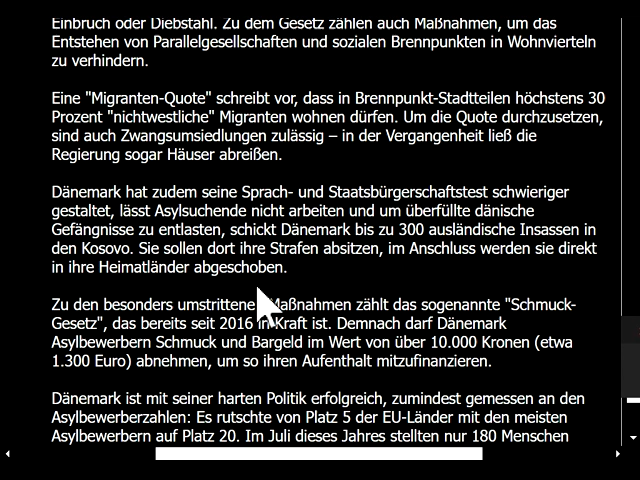 Einbruch oder Diebstahl. Zu dem Gesetz zählen auch Maßnahmen, um das
Entstehen von Parallelgesellschaften und sozialen Brennpunkten in Wohnvierteln
zu verhindern.
Eine "Migranten-Quote" schreibt vor, dass in Brennpunkt-Stadtteilen höchstens 30
Prozent "nichtwestliche" Migranten wohnen dürfen. Um die Quote durchzusetzen,
sind auch Zwangsumsiedlungen zulässig – in der Vergangenheit ließ die
Regierung sogar Häuser abreißen.
Dänemark hat zudem seine Sprach- und Staatsbürgerschaftstest schwieriger
gestaltet, lässt Asylsuchende nicht arbeiten und um überfüllte dänische
Gefängnisse zu entlasten, schickt Dänemark bis zu 300 ausländische Insassen in
den Kosovo. Sie sollen dort ihre Strafen absitzen, im Anschluss werden sie direkt
in ihre Heimatländer abgeschoben.
Zu den besonders umstrittene Maßnahmen zählt das sogenannte "Schmuck-
Gesetz", das bereits seit 2016 in Kraft ist. Demnach darf Dänemark
Asylbewerbern Schmuck und Bargeld im Wert von über 10.000 Kronen (etwa
1.300 Euro) abnehmen, um so ihren Aufenthalt mitzufinanzieren.
Dänemark ist mit seiner harten Politik erfolgreich, zumindest gemessen an den
Asylbewerberzahlen: Es rutschte von Platz 5 der EU-Länder mit den meisten
Asylbewerbern auf Platz 20. Im Juli dieses Jahres stellten nur 180 Menschen